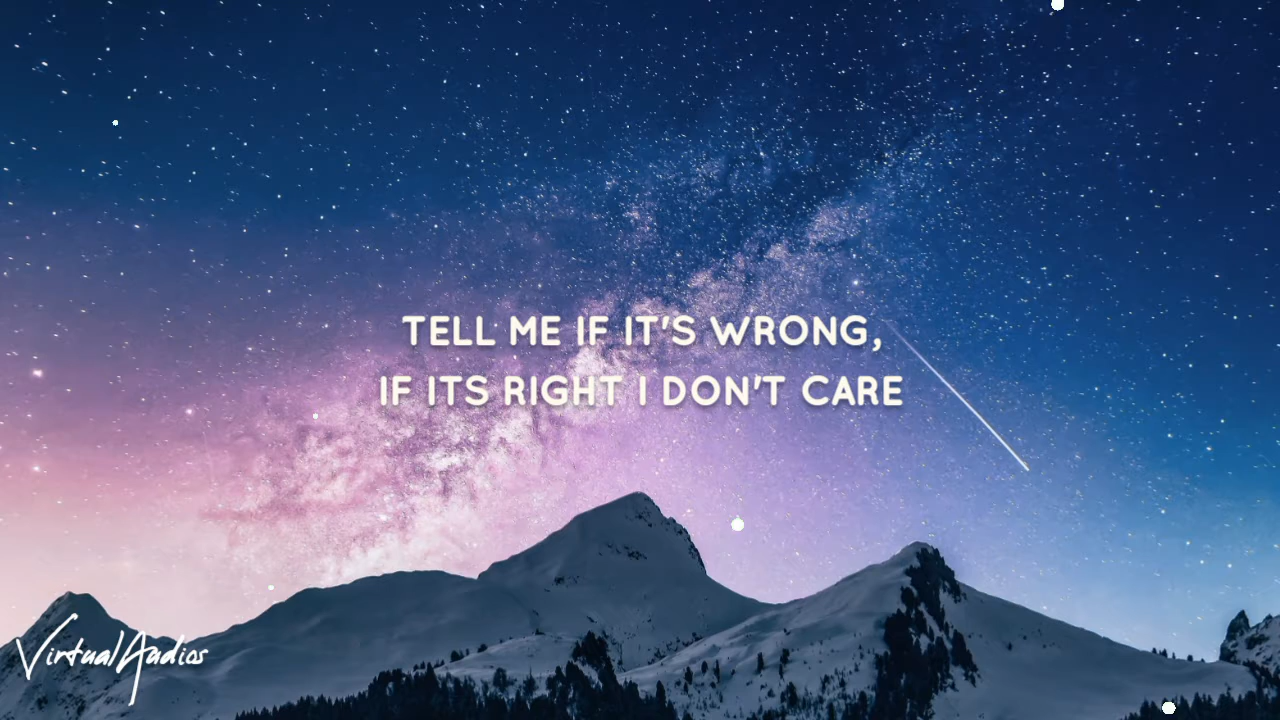 TELL ME IF IT'S WRONG,
IF ITS RIGHT I DON'T CARE
VirtualAudios